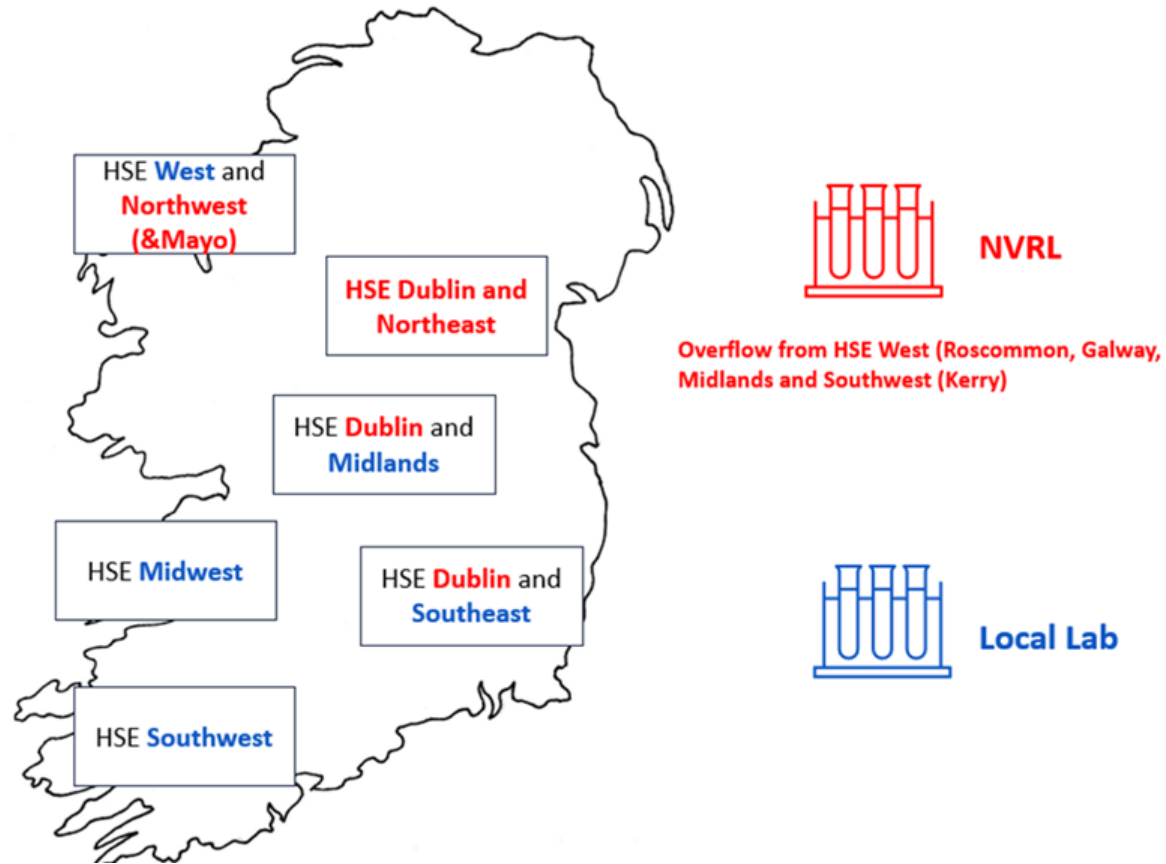 HSE West and
Northwest
(&Mayo)
HSE Dublin and
Northeast
NVRL
Overflow from HSE West (Roscommon, Galway,
Midlands and Southwest (Kerry)
HSE Dublin and
Midlands
HSE Midwest
HSE Dublin and
Southeast
Local Lab
HSE Southwest